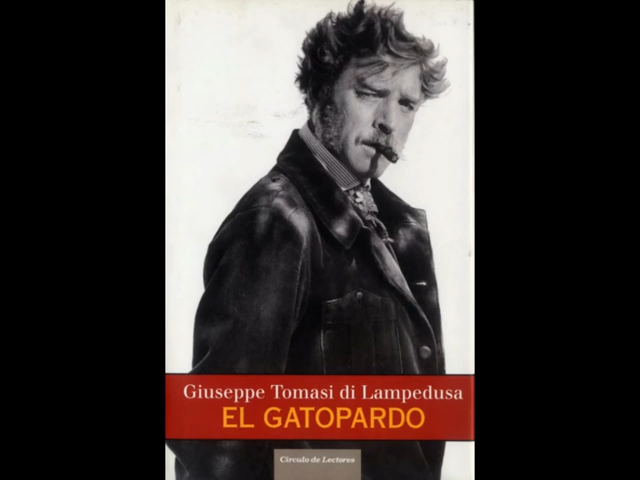 Giuseppe Tomasi di Lampedusa
EL GATOPARDO
Círculo de Lectores